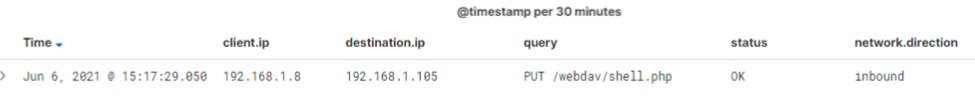 @timestamp per 30 minutes
Time client.ip destination.ip query status network.direction
Jun 6, 2021 @ 15:17:29.050 192.168.1.8 192.168.1.105 PUT /webdav/shell.php OK inbound